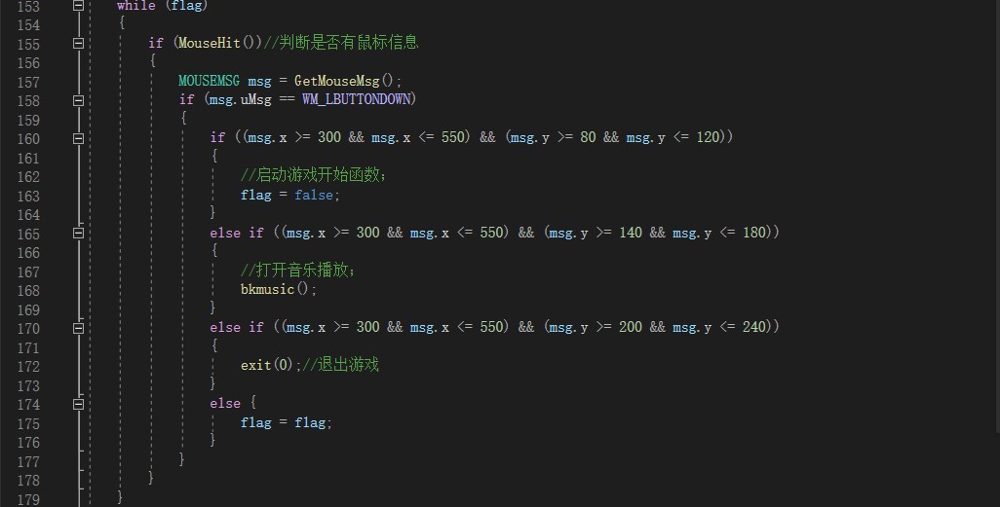 153 while (flag)
154 {
155 if (MouseHit())//判断是否有鼠标信息
156 {
157 MOUSEMSG msg = GetMouseMsg();
158 if (msg.uMsg == WM_LBUTTONDOWN)
159 {
160 if ((msg.x >= 300 && msg.x <= 550) && (msg.y >= 80 && msg.y <= 120))
161 {
162 //启动游戏开始函数;
163 flag = false;
164 }
165 else if ((msg.x >= 300 && msg.x <= 550) && (msg.y >= 140 && msg.y <= 180))
166 {
167 //打开音乐播放;
168 bkmusic();
169 }
170 else if ((msg.x >= 300 && msg.x <= 550) && (msg.y >= 200 && msg.y <= 240))
171 {
172 exit(0);//退出游戏
173 }
174 else {
175 flag = flag;
176 }
177 }
178 }
179 }